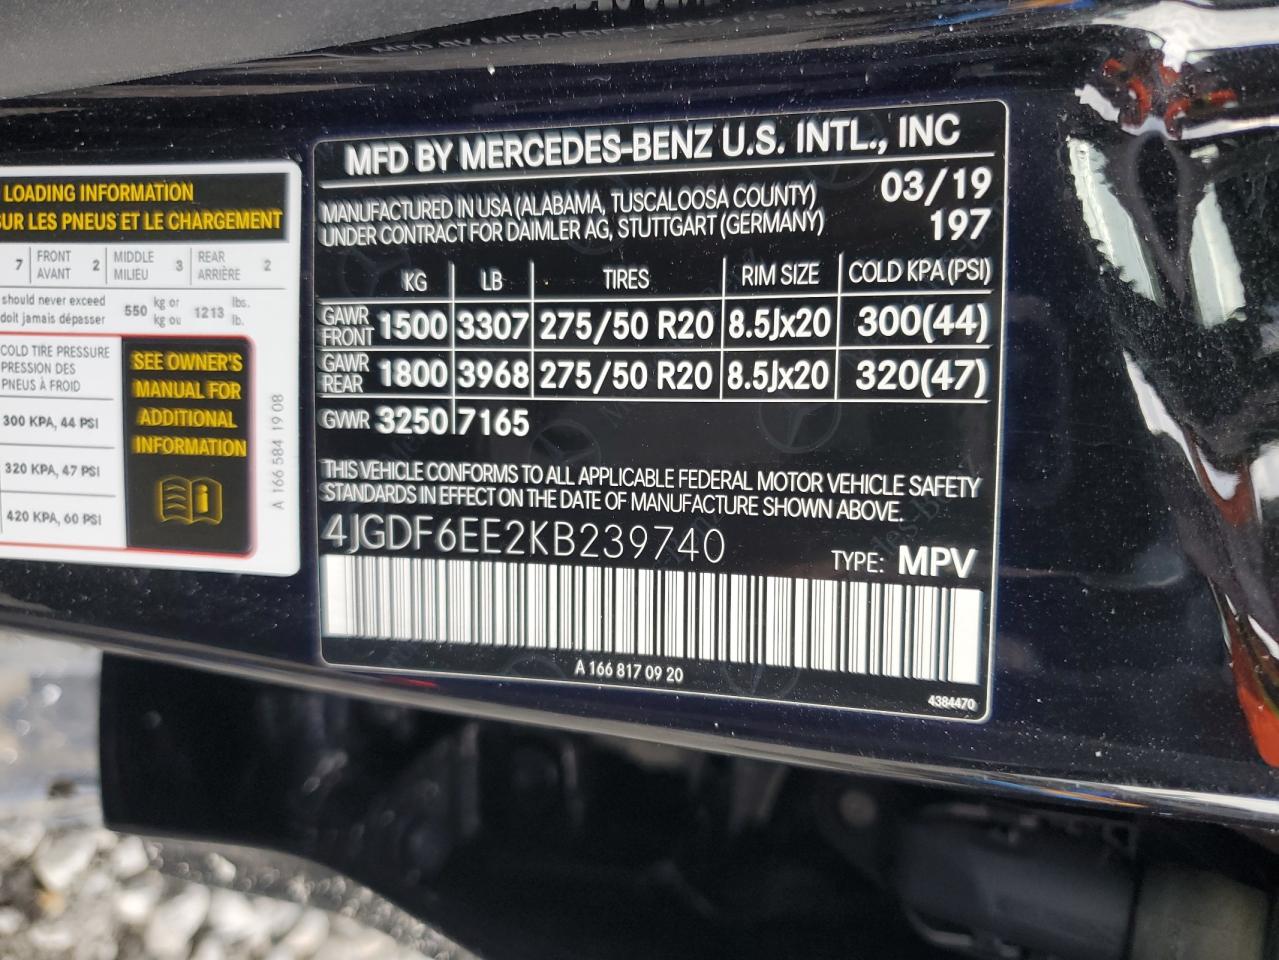 LOADING INFORMATION
SUR LES PNEUS ET LE CHARGEMENT
7 FRONT AVANT 2 MIDDLE MILIEU 3 REAR ARRIÈRE 2
should never exceed 550 kg or 1213 lbs.
doit jamais dépasser kg ou lb.
COLD TIRE PRESSURE
PRESSION DES
PNEUS À FROID
300 KPA, 44 PSI
320 KPA, 47 PSI
420 KPA, 60 PSI
SEE OWNER'S
MANUAL FOR
ADDITIONAL
INFORMATION
A 166 584 19 08
MFD BY MERCEDES-BENZ U.S. INTL., INC
MANUFACTURED IN USA (ALABAMA, TUSCALOOSA COUNTY) 03/19
UNDER CONTRACT FOR DAIMLER AG, STUTTGART (GERMANY) 197
KG LB TIRES RIM SIZE COLD KPA (PSI)
GAWR FRONT 1500 3307 275/50 R20 8.5Jx20 300(44)
GAWR REAR 1800 3968 275/50 R20 8.5Jx20 320(47)
GVWR 3250 7165
THIS VEHICLE CONFORMS TO ALL APPLICABLE FEDERAL MOTOR VEHICLE SAFETY
STANDARDS IN EFFECT ON THE DATE OF MANUFACTURE SHOWN ABOVE.
4JGDF6EE2KB239740
TYPE: MPV
A 166 817 09 20
4384470